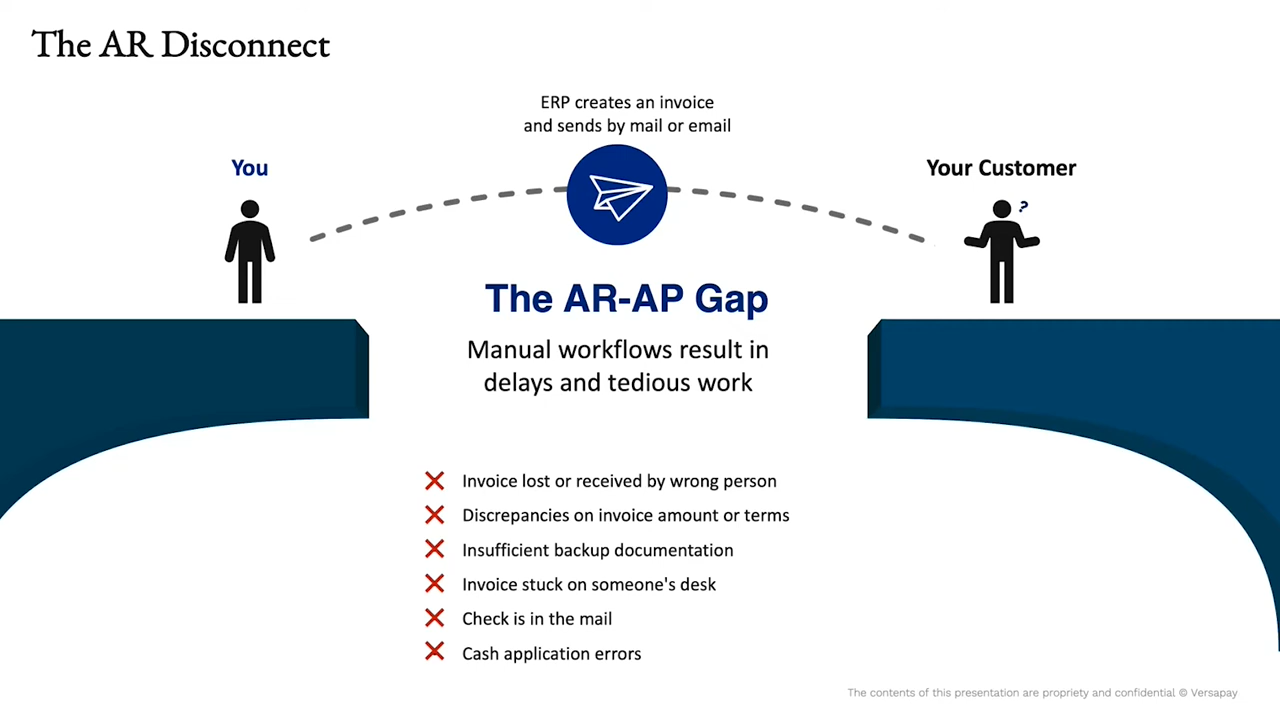 The AR Disconnect
ERP creates an invoice
and sends by mail or email
You
Your Customer
?
The AR-AP Gap
Manual workflows result in
delays and tedious work
Invoice lost or received by wrong person
Discrepancies on invoice amount or terms
Insufficient backup documentation
Invoice stuck on someone's desk
Check is in the mail
Cash application errors
The contents of this presentation are propriety and confidential © Versapay